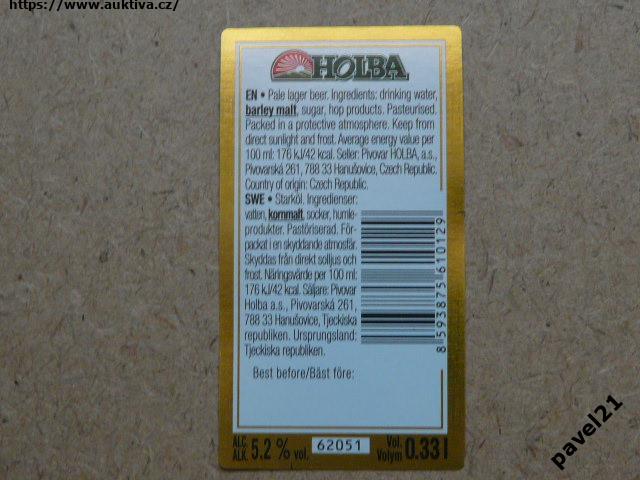 https://www.auktiva.cz/
HOLBA
EN • Pale lager beer. Ingredients: drinking water,
barley malt, sugar, hop products. Pasteurised.
Packed in a protective atmosphere. Keep from
direct sunlight and frost. Average energy value per
100 ml: 176 kJ/42 kcal. Seller: Pivovar HOLBA, a.s.,
Pivovarská 261, 788 33 Hanušovice, Czech Republic.
Country of origin: Czech Republic.
SWE • Starköl. Ingredienser:
vatten, kornmalt, socker, humle-
produkter. Pastöriserad. För-
packat i en skyddande atmosfär.
Skyddas från direkt solljus och
frost. Näringsvärde per 100 ml:
176 kJ/42 kcal. Säljare: Pivovar
Holba a.s., Pivovarská 261,
788 33 Hanušovice, Tjeckiska
republiken. Ursprungsland:
Tjeckiska republiken.
8 593875 610129
Best before/Bäst före:
ALC.
ALK. 5.2 % vol.
62051
Vol.
Volym 0.33 l
pavel21